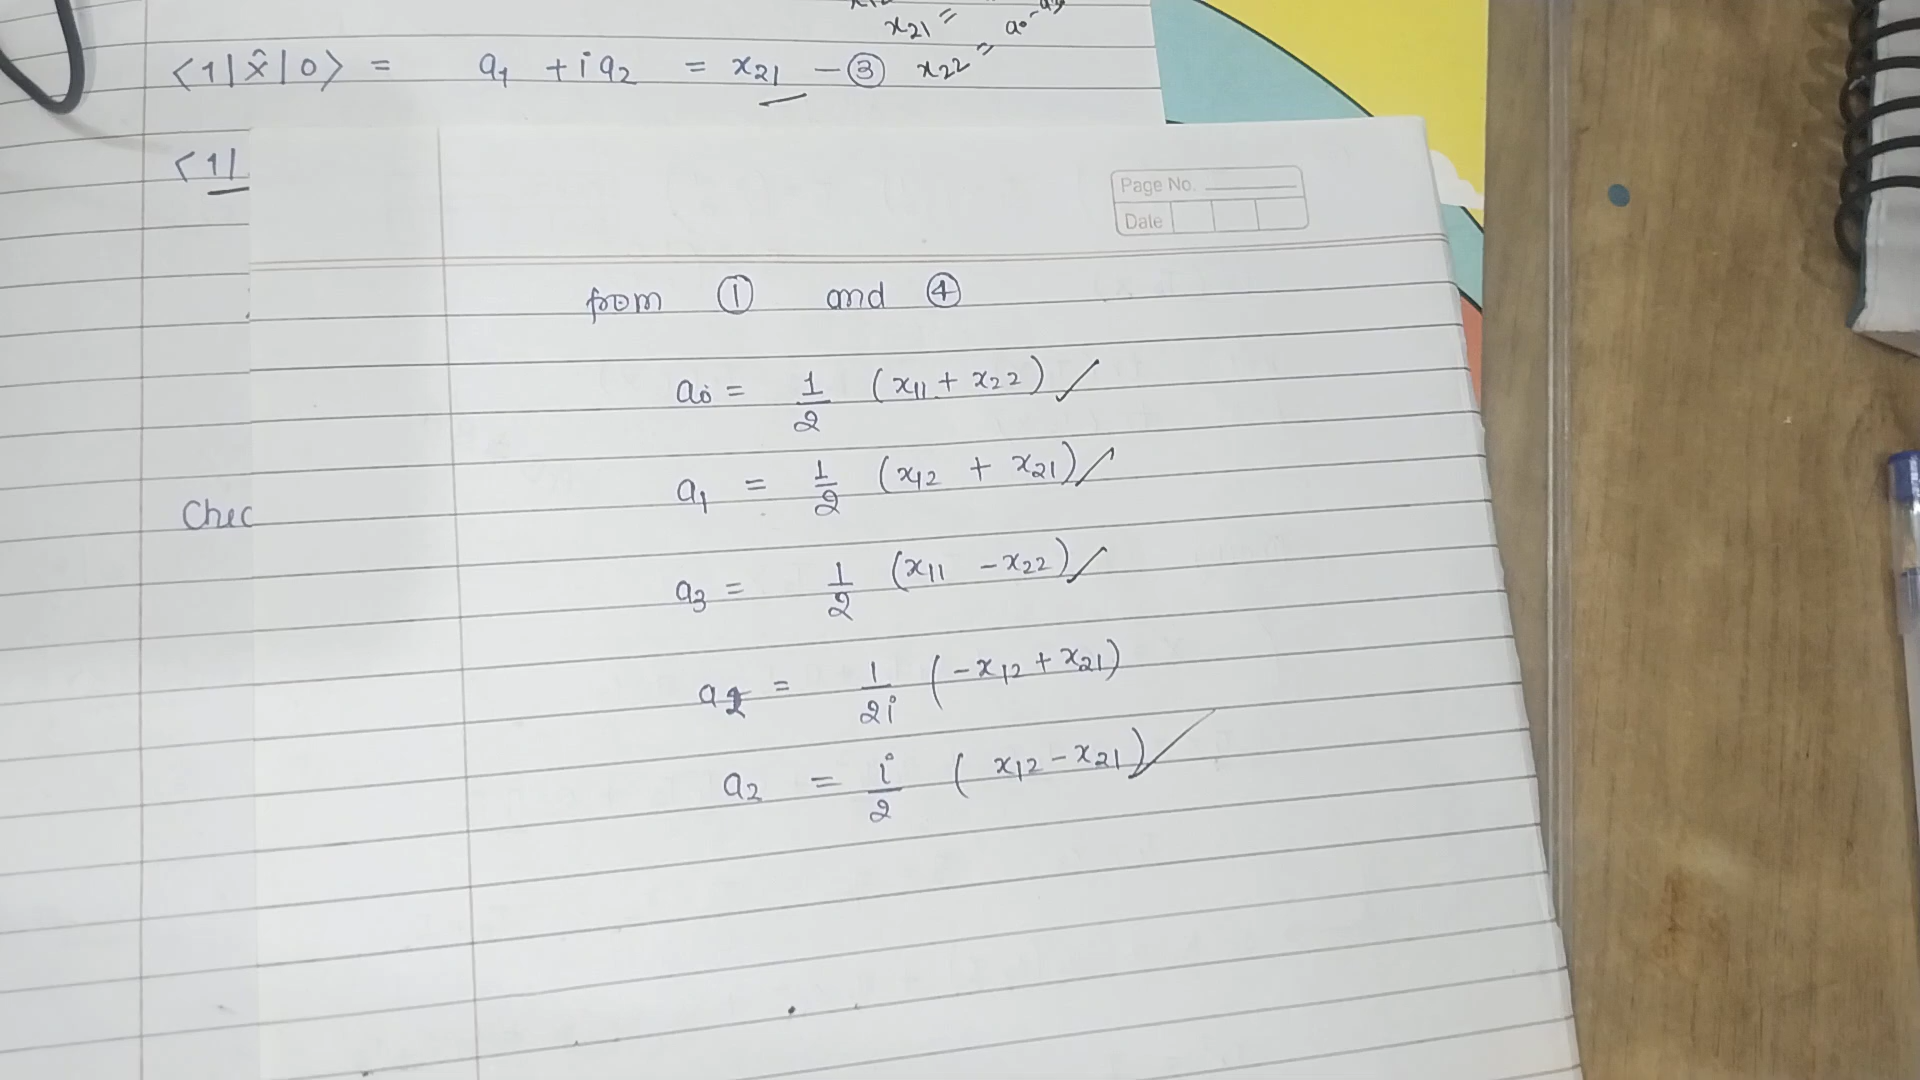 x21 = a0 -
⟨1|x̂|0⟩ = a1 + i a2 = x21 – ③ x22 =
⟨1|
Page No.
Date
from ① and ④
a0 = 1/2 (x11 + x22)
a1 = 1/2 (x12 + x21)
Chec
a3 = 1/2 (x11 - x22)
a2 = 1/2i (-x12 + x21)
a2 = i/2 (x12 - x21)